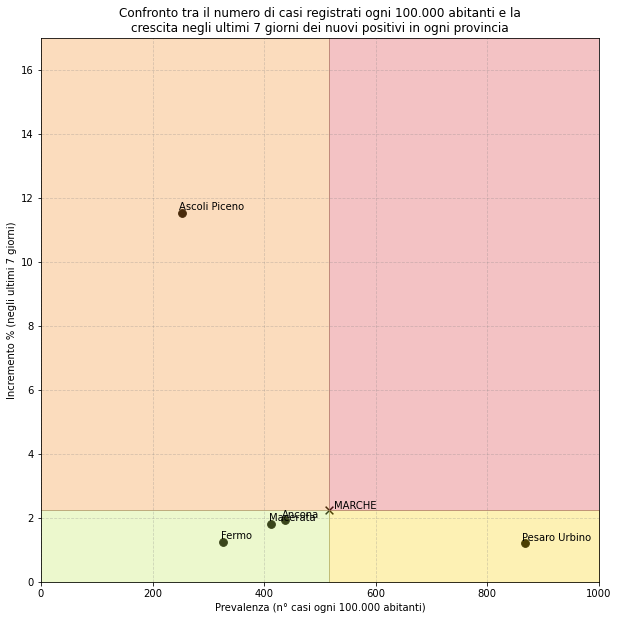 Confronto tra il numero di casi registrati ogni 100.000 abitanti e la
crescita negli ultimi 7 giorni dei nuovi positivi in ogni provincia
Incremento % (negli ultimi 7 giorni)
16
14
12
10
8
6
4
2
0
Ascoli Piceno
MARCHE
Ancona
Macerata
Fermo
Pesaro Urbino
0
200
400
600
800
1000
Prevalenza (n° casi ogni 100.000 abitanti)